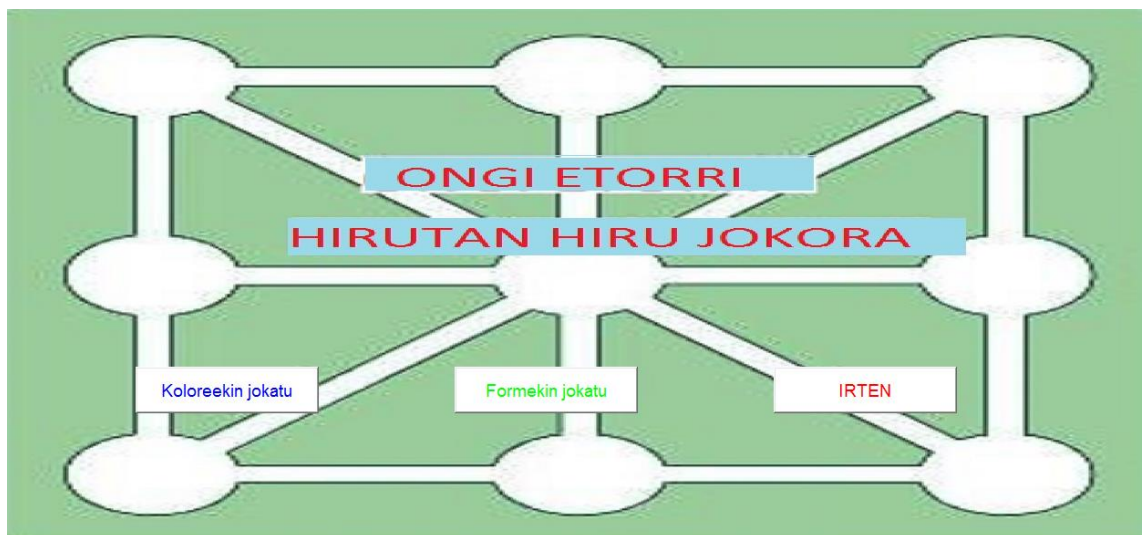 ONGI ETORRI
HIRUTAN HIRU JOKORA
Koloreekin jokatu
Formekin jokatu
IRTEN